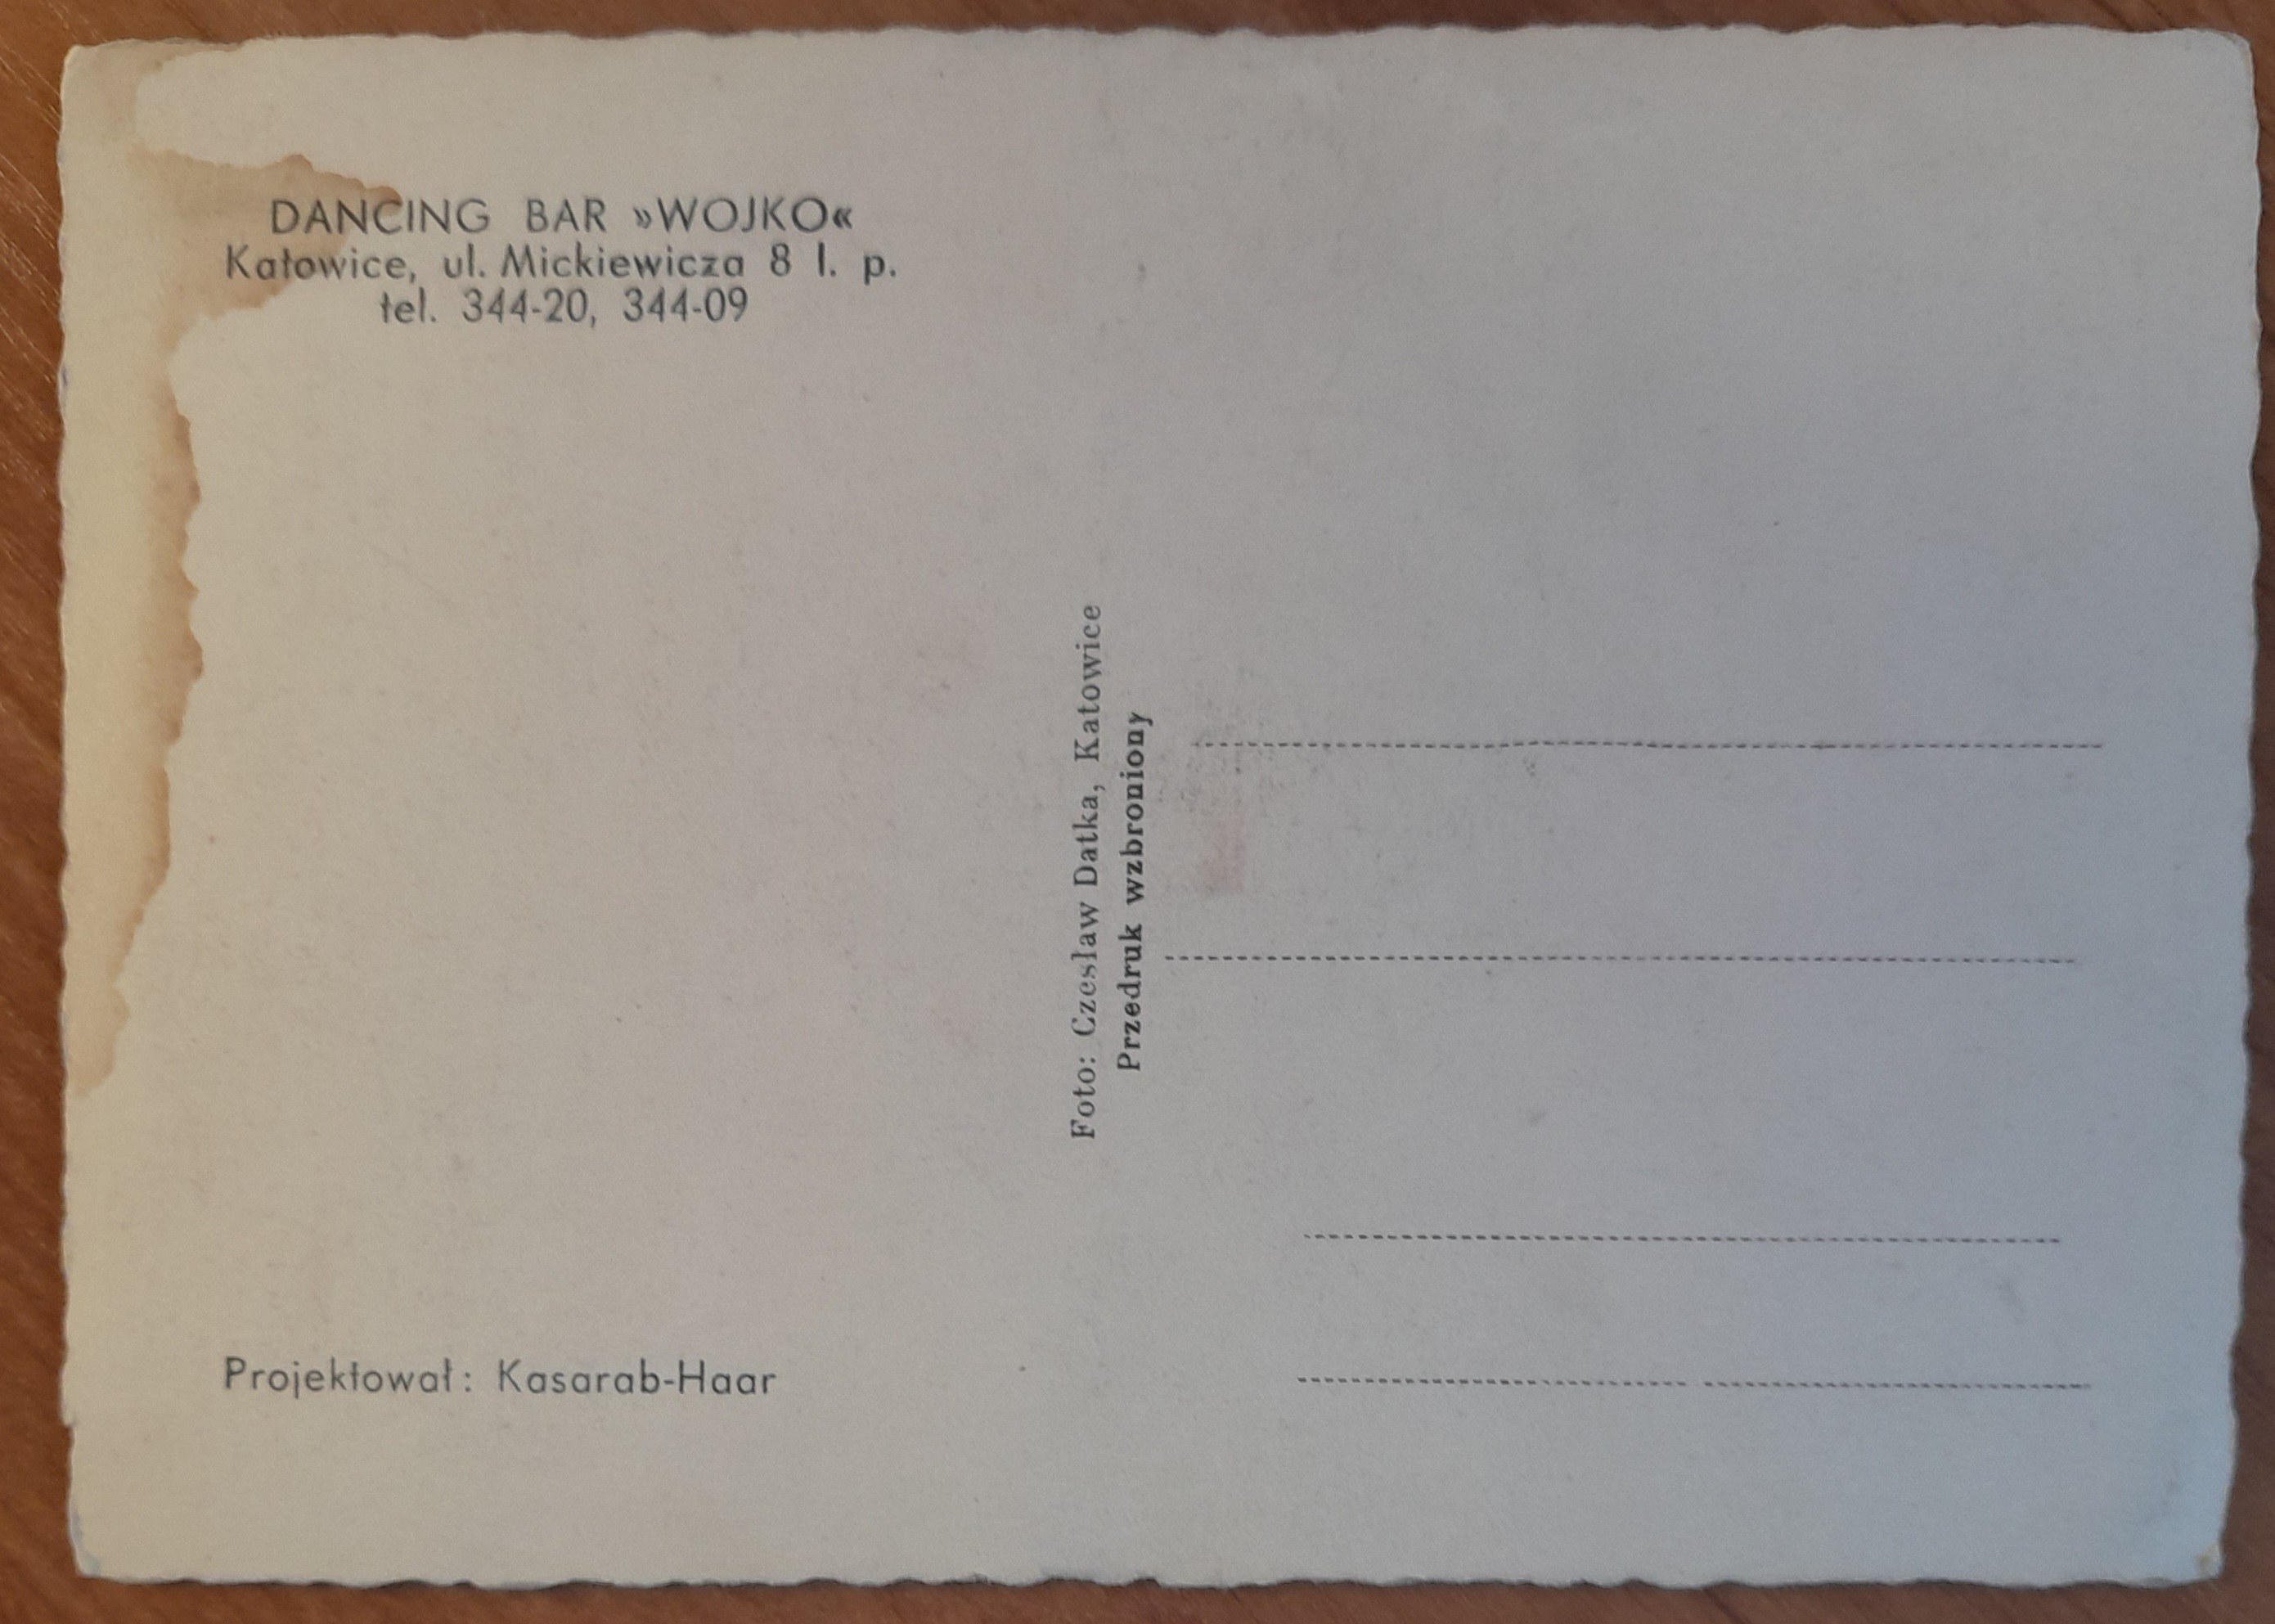 DANCING BAR »WOJKO«
Katowice, ul. Mickiewicza 8 I. p.
tel. 344-20, 344-09
Foto: Czesław Datka, Katowice
Przedruk wzbroniony
Projektował: Kasarab-Haar